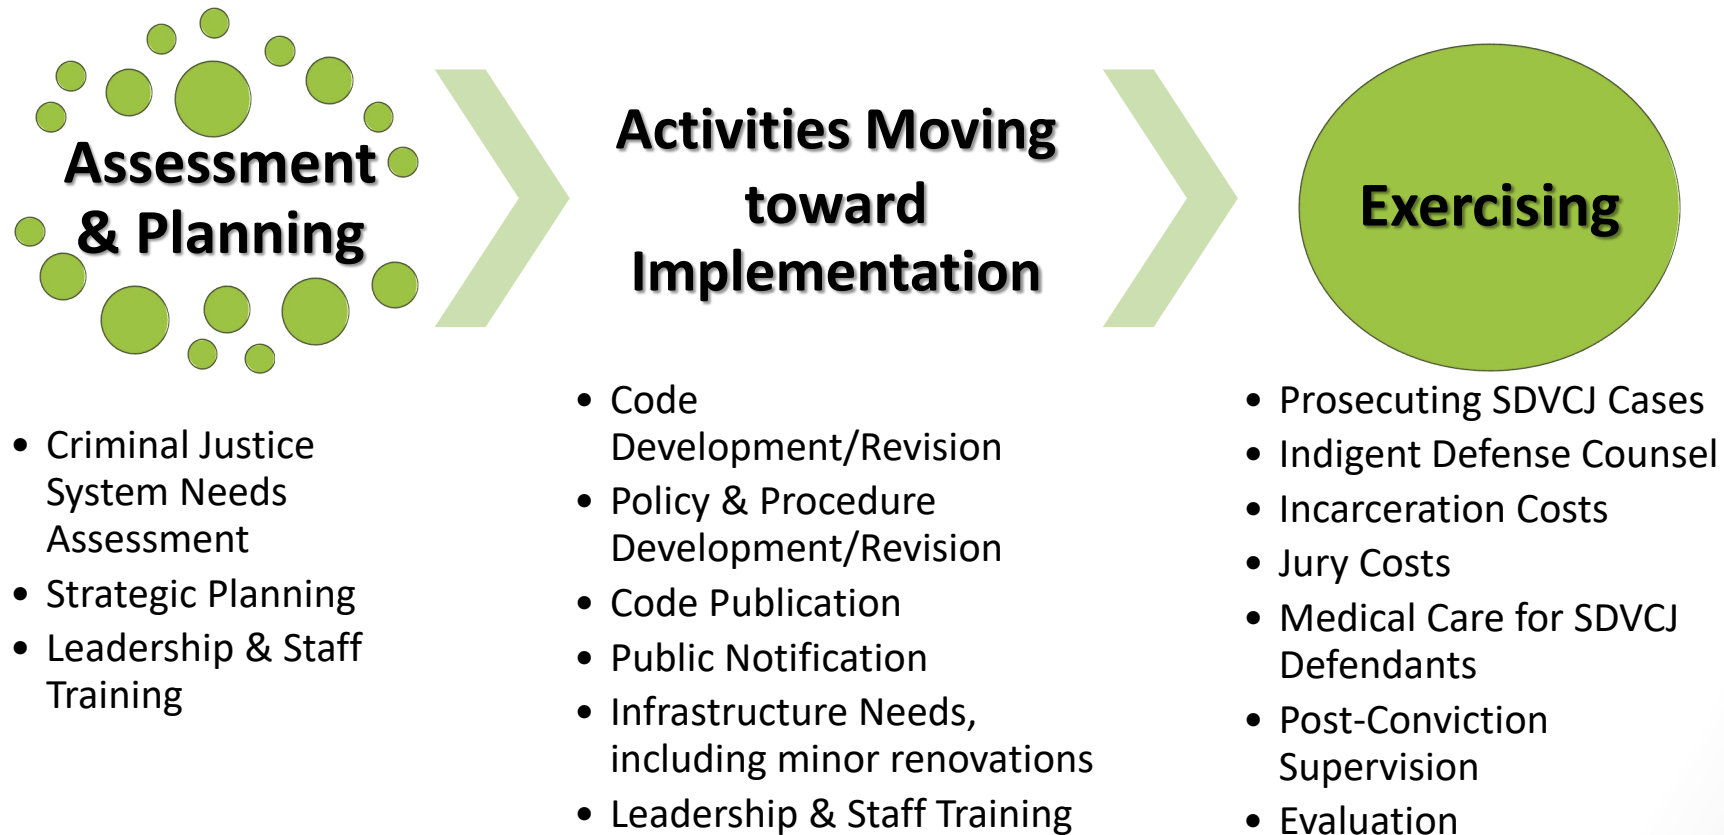 Assessment
& Planning
• Criminal Justice
System Needs
Assessment
• Strategic Planning
• Leadership & Staff
Training
Activities Moving
toward
Implementation
• Code
Development/Revision
• Policy & Procedure
Development/Revision
• Code Publication
• Public Notification
• Infrastructure Needs,
including minor renovations
• Leadership & Staff Training
Exercising
• Prosecuting SDVCJ Cases
• Indigent Defense Counsel
• Incarceration Costs
• Jury Costs
• Medical Care for SDVCJ
Defendants
• Post-Conviction
Supervision
• Evaluation